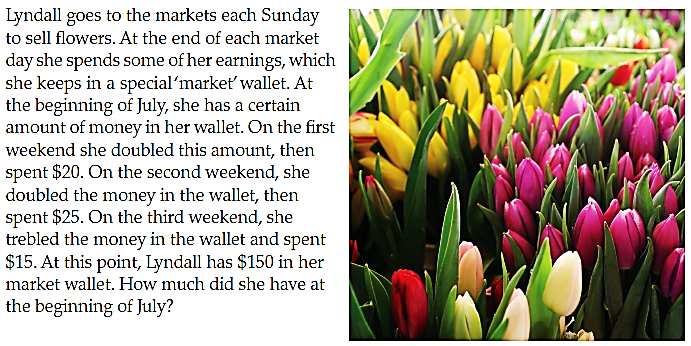 Lyndall goes to the markets each Sunday
to sell flowers. At the end of each market
day she spends some of her earnings, which
she keeps in a special ‘market’ wallet. At
the beginning of July, she has a certain
amount of money in her wallet. On the first
weekend she doubled this amount, then
spent $20. On the second weekend, she
doubled the money in the wallet, then
spent $25. On the third weekend, she
trebled the money in the wallet and spent
$15. At this point, Lyndall has $150 in her
market wallet. How much did she have at
the beginning of July?